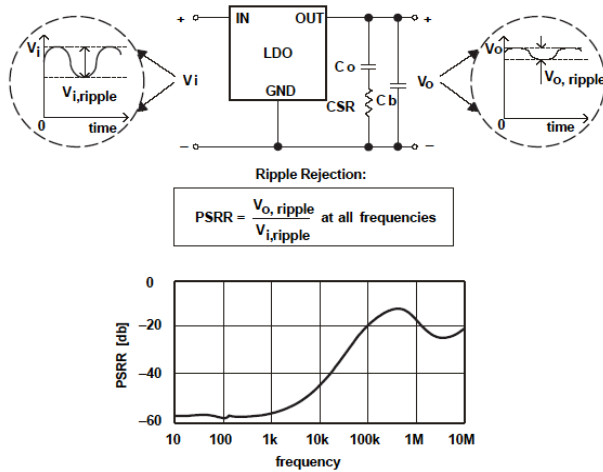 + IN OUT +
Vi
LDO
Vo
Co
Vi,ripple
Vi
Vo
Vo, ripple
GND
CSR Cb
0 time
0 time
– –
Ripple Rejection:
PSRR = Vo, ripple / Vi,ripple at all frequencies
0
–20
–40
–60
PSRR [db]
10 100 1k 10k 100k 1M 10M
frequency